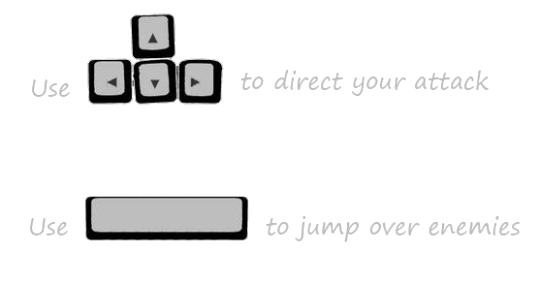 Use ▲ ◄ ▼ ► to direct your attack
Use to jump over enemies